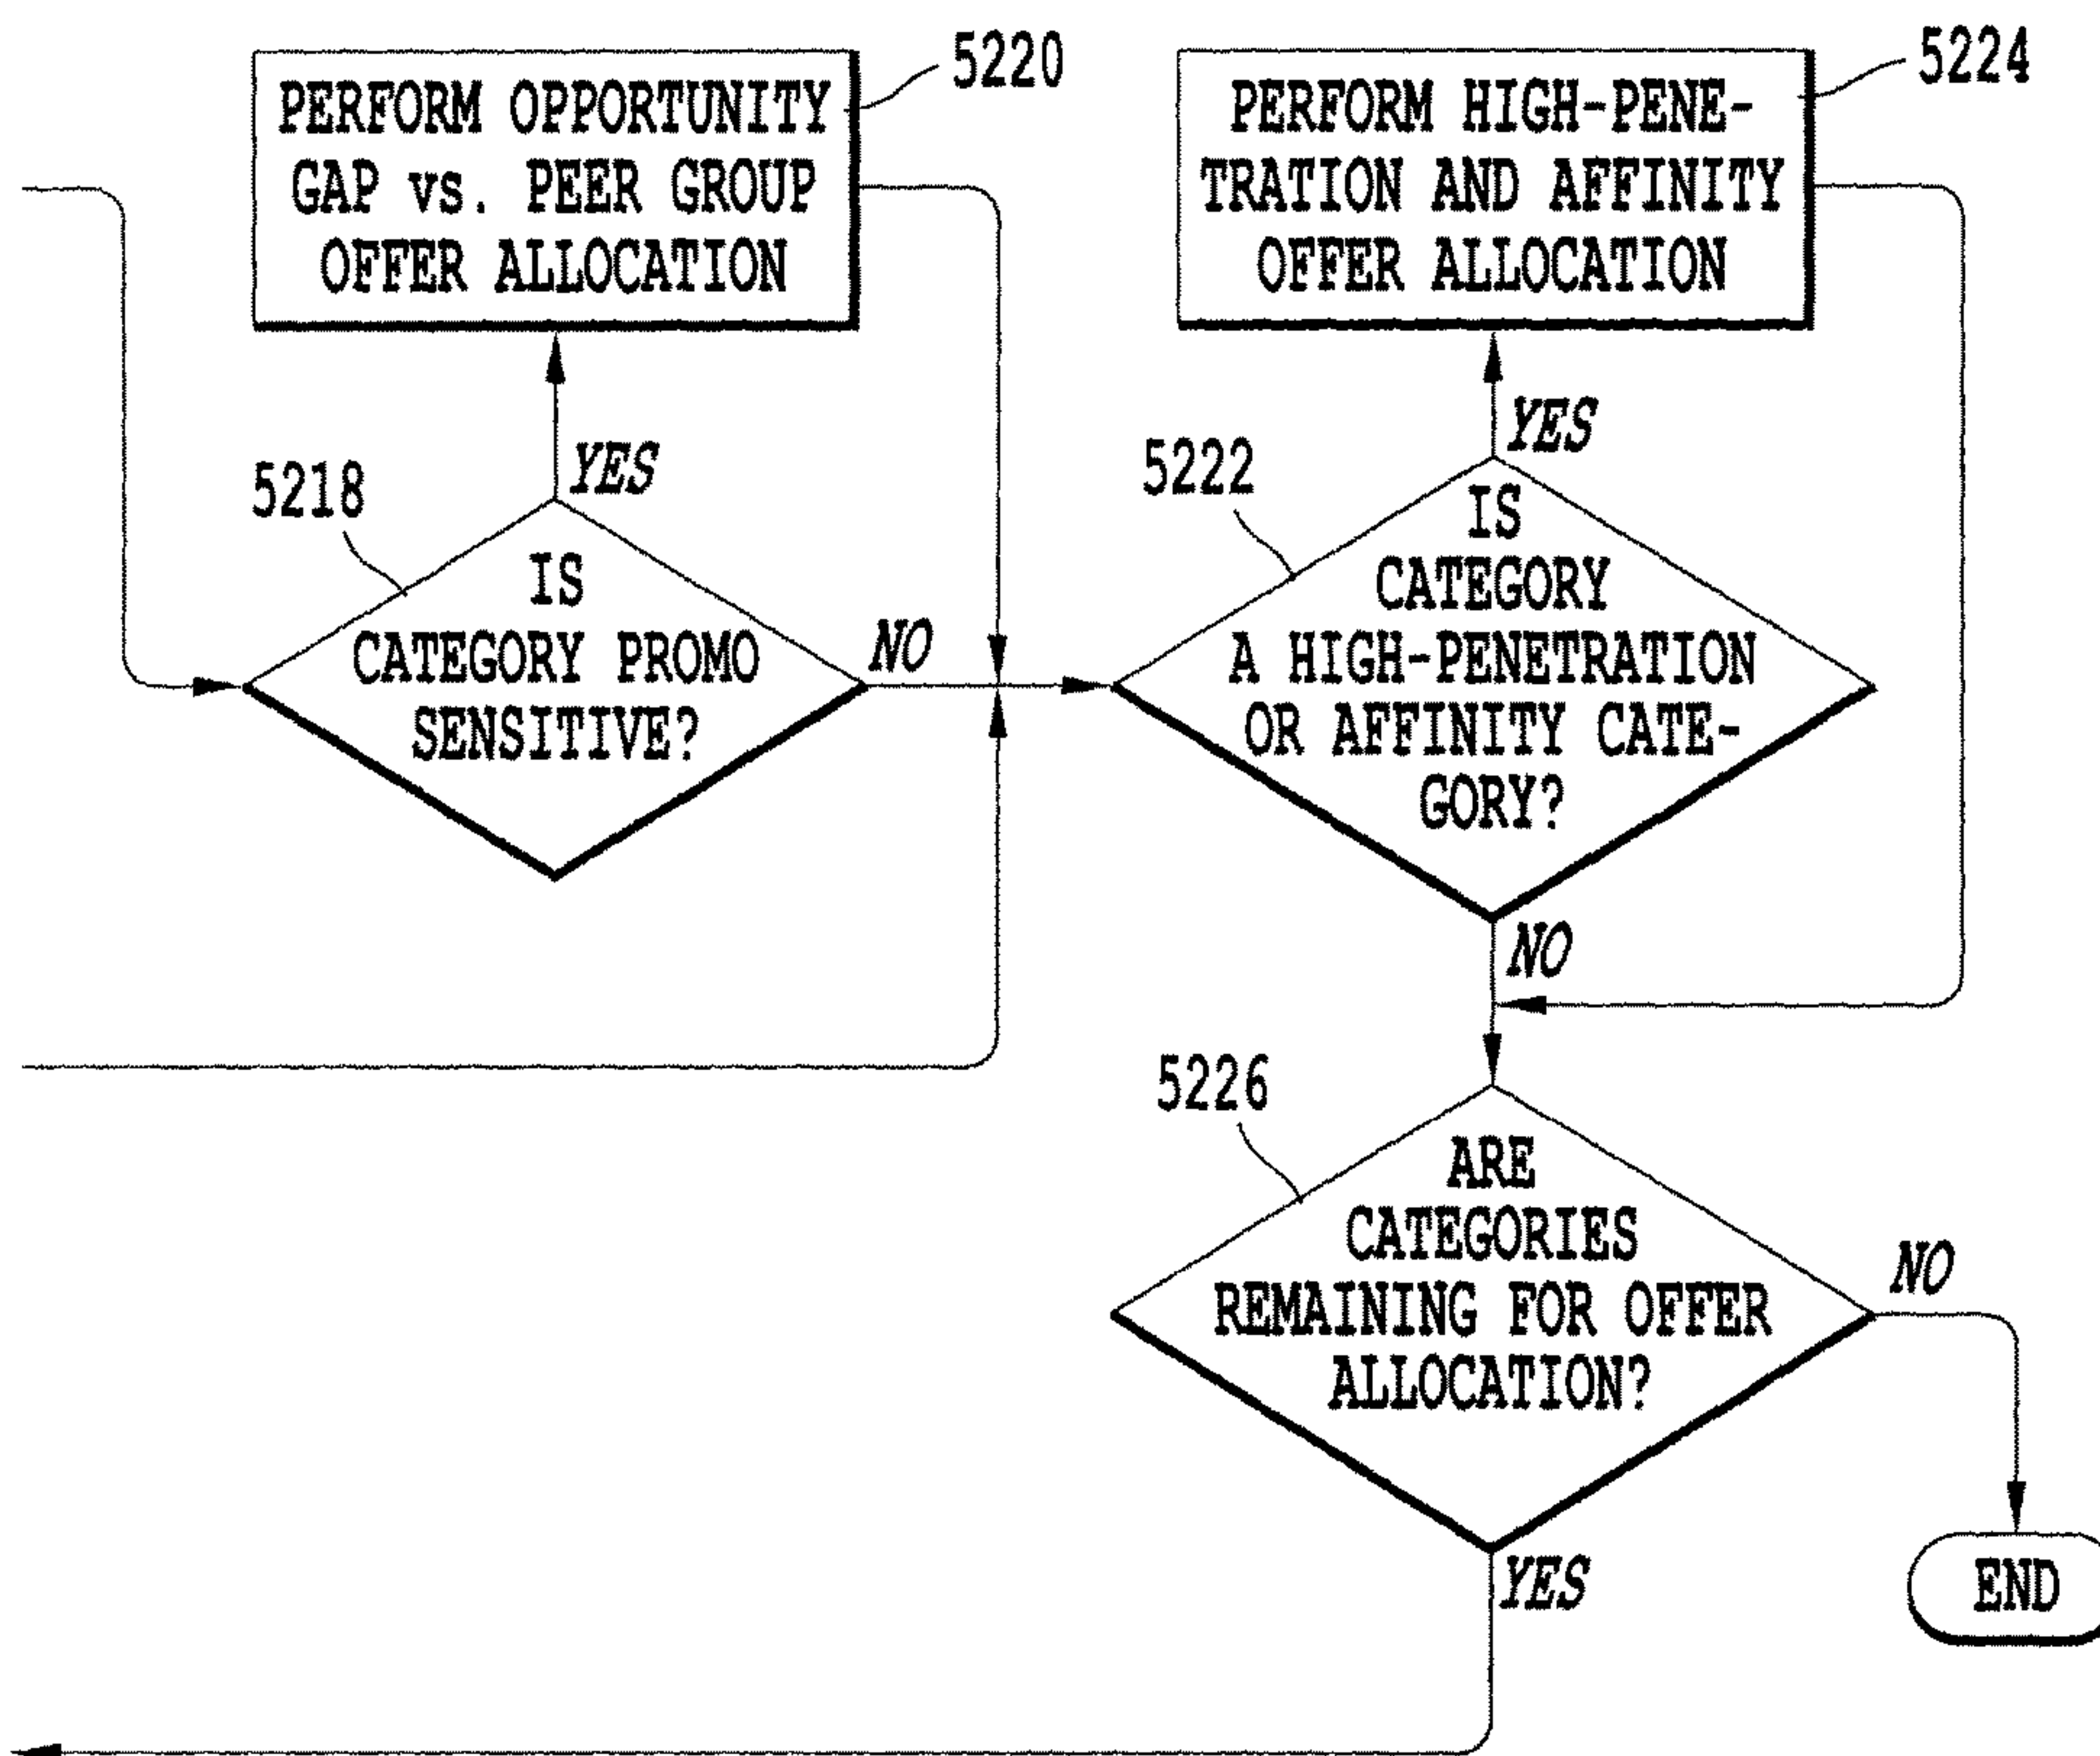 5220
PERFORM OPPORTUNITY
GAP vs. PEER GROUP
OFFER ALLOCATION
5224
PERFORM HIGH-PENE-
TRATION AND AFFINITY
OFFER ALLOCATION
YES
5218
IS
CATEGORY PROMO
SENSITIVE?
NO
YES
5222
IS
CATEGORY
A HIGH-PENETRATION
OR AFFINITY CATE-
GORY?
NO
5226
ARE
CATEGORIES
REMAINING FOR OFFER
ALLOCATION?
NO
YES
END